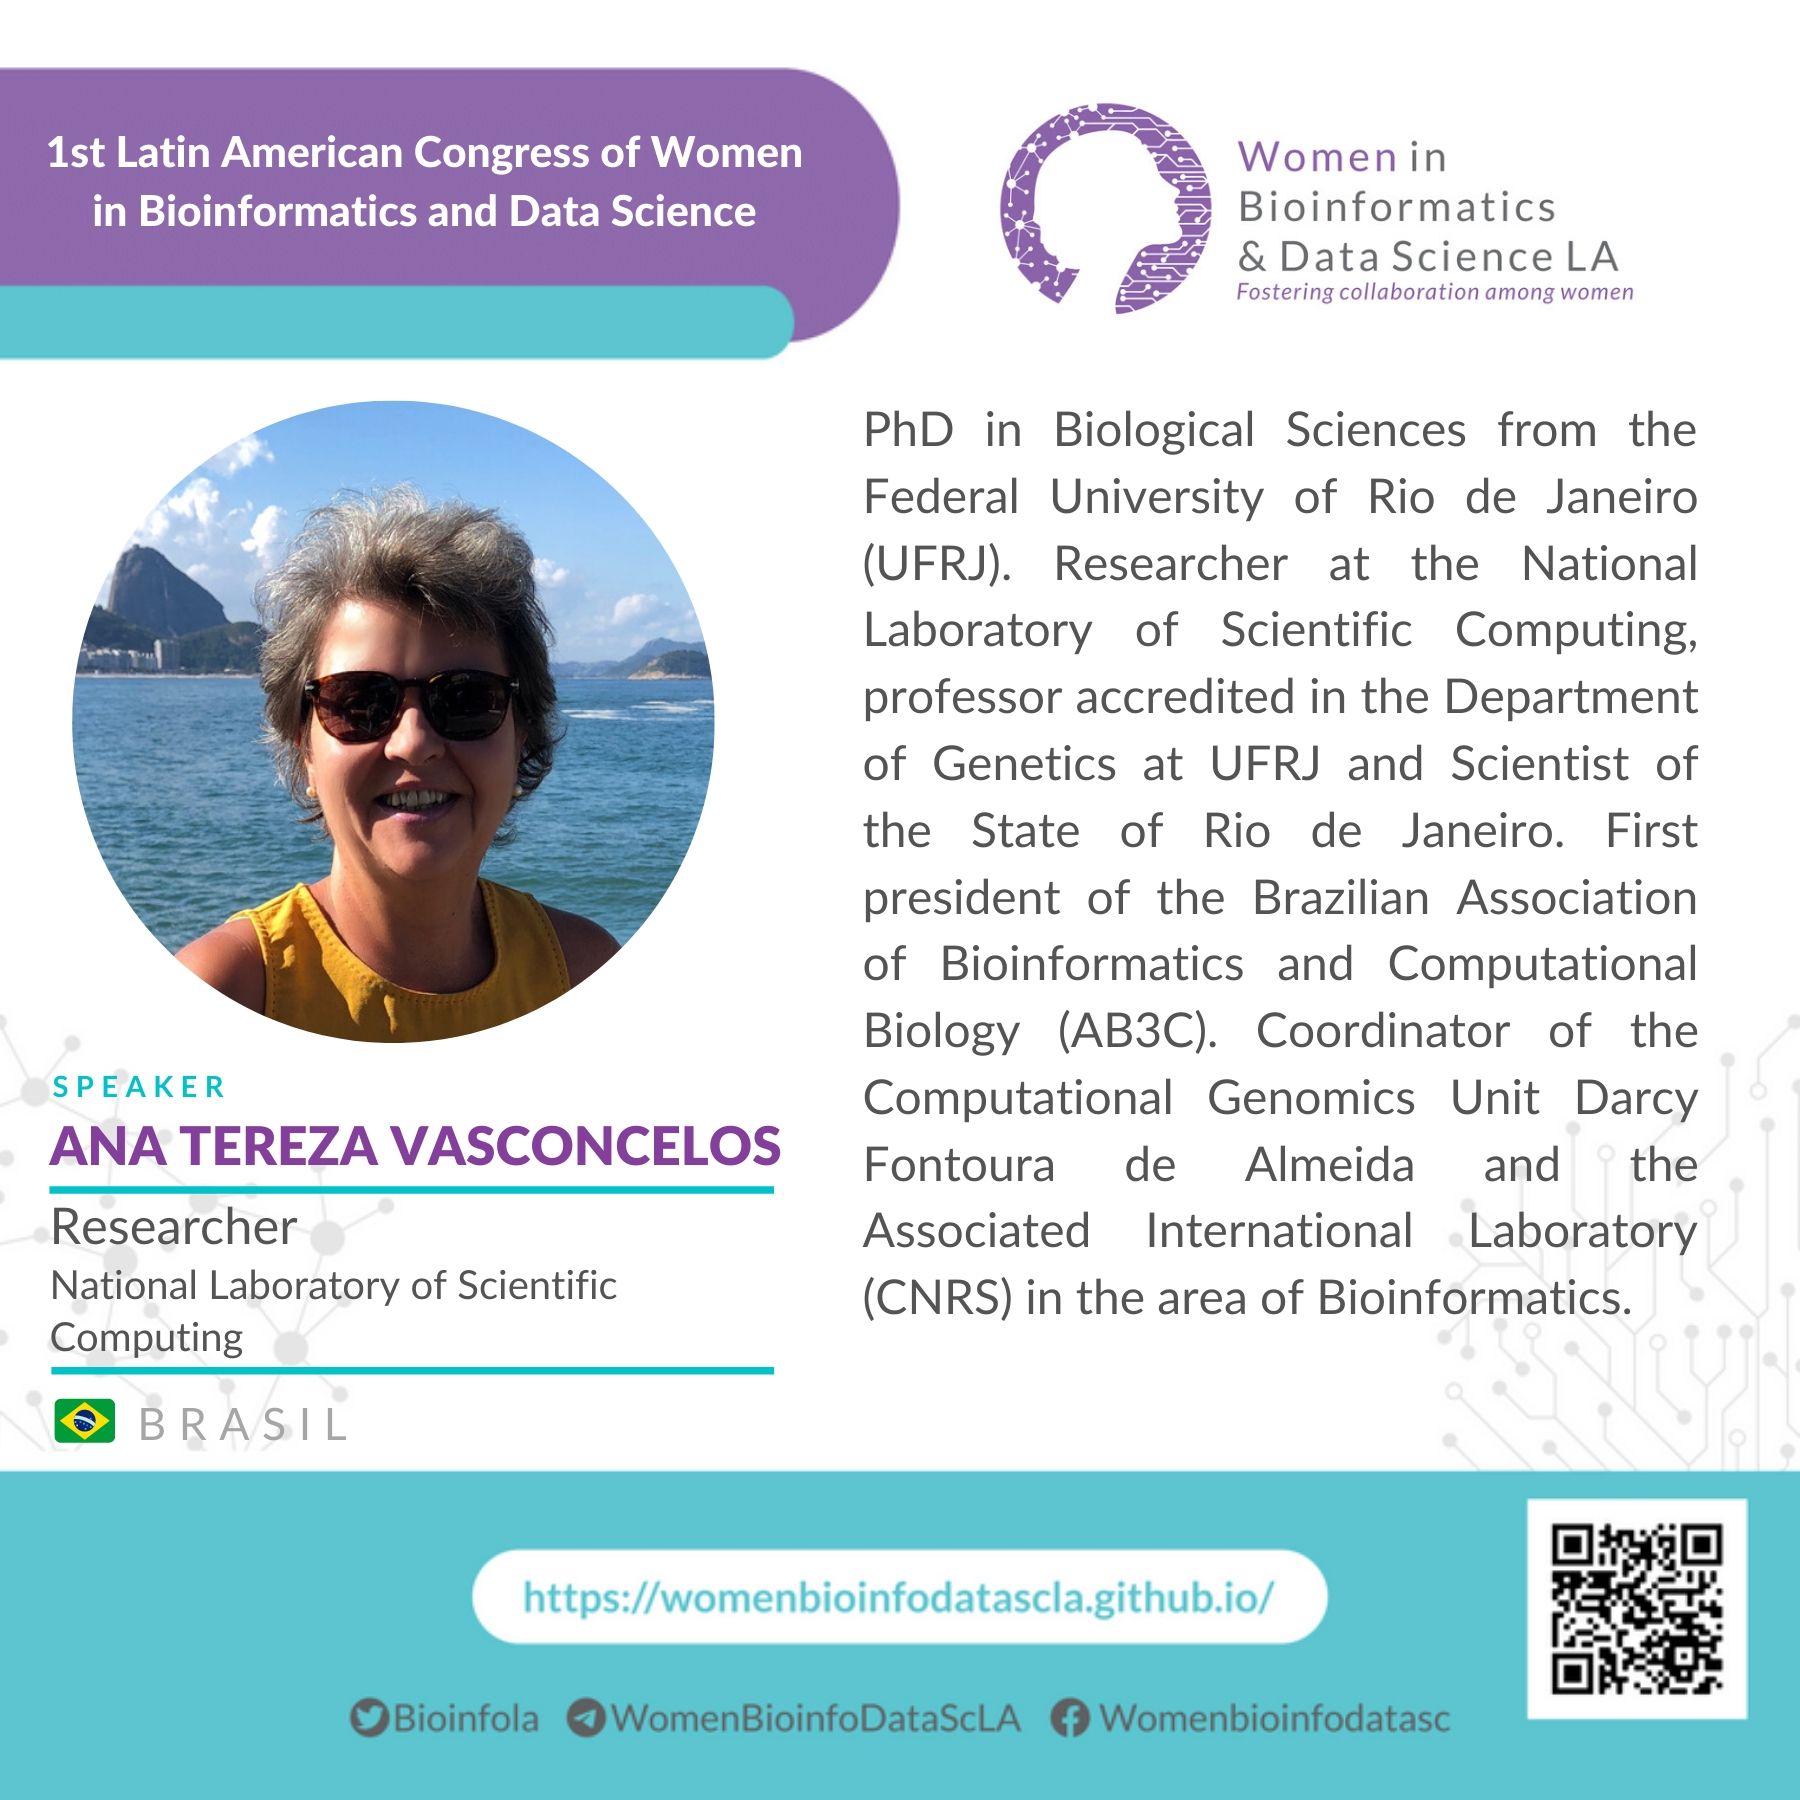 1st Latin American Congress of Women
in Bioinformatics and Data Science
Women in
Bioinformatics
& Data Science LA
Fostering collaboration among women
SPEAKER
ANA TEREZA VASCONCELOS
Researcher
National Laboratory of Scientific
Computing
BRASIL
PhD in Biological Sciences from the
Federal University of Rio de Janeiro
(UFRJ). Researcher at the National
Laboratory of Scientific Computing,
professor accredited in the Department
of Genetics at UFRJ and Scientist of
the State of Rio de Janeiro. First
president of the Brazilian Association
of Bioinformatics and Computational
Biology (AB3C). Coordinator of the
Computational Genomics Unit Darcy
Fontoura de Almeida and the
Associated International Laboratory
(CNRS) in the area of Bioinformatics.
https://womenbioinfodatascla.github.io/
Bioinfola WomenBioinfoDataScLA Womenbioinfodatasc